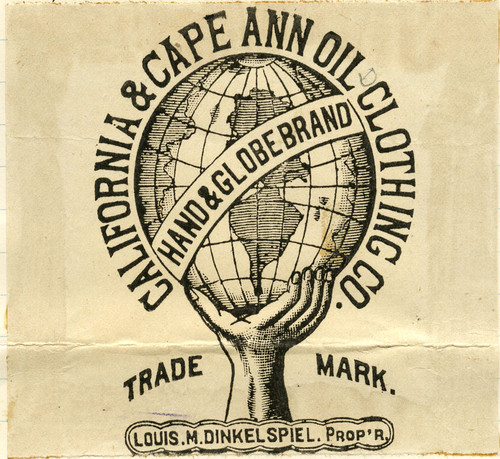 CALIFORNIA & CAPE ANN OIL CLOTHING CO.
HAND & GLOBE BRAND
TRADE MARK.
LOUIS.M.DINKELSPIEL. PROP'R.